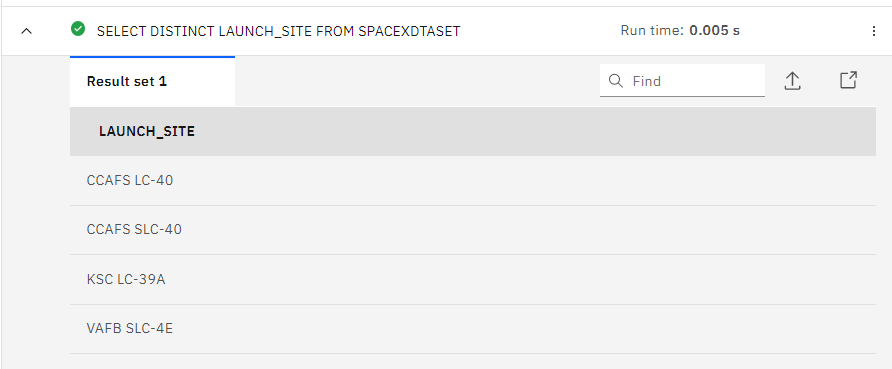 SELECT DISTINCT LAUNCH_SITE FROM SPACEXDTASET Run time: 0.005 s
Result set 1 Find
LAUNCH_SITE
CCAFS LC-40
CCAFS SLC-40
KSC LC-39A
VAFB SLC-4E